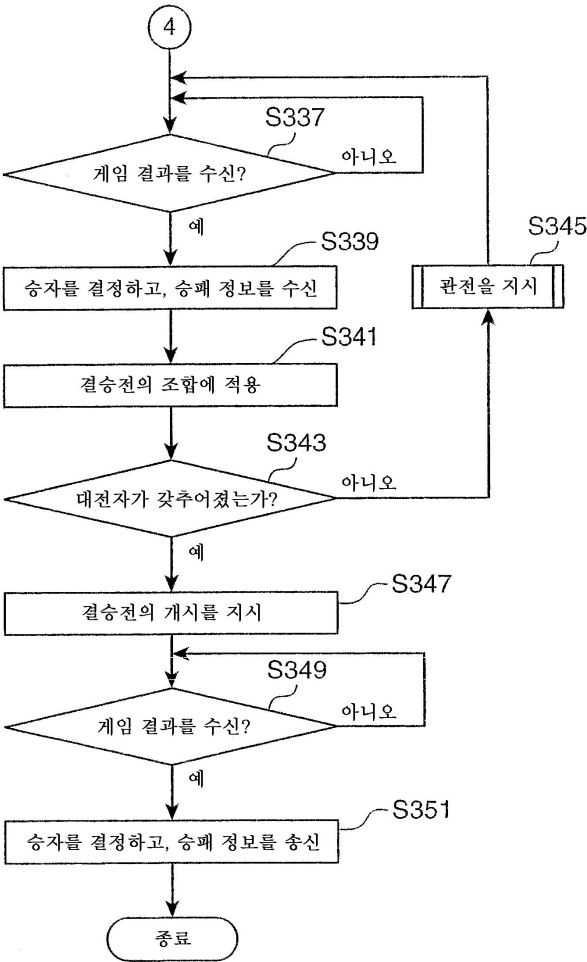 4
S337
게임 결과를 수신?
아니오
예
S345
관전을 지시
S339
승자를 결정하고, 승패 정보를 수신
S341
결승전의 조합에 적용
S343
대전자가 갖추어졌는가?
아니오
예
S347
결승전의 개시를 지시
S349
게임 결과를 수신?
아니오
예
S351
승자를 결정하고, 승패 정보를 송신
종료